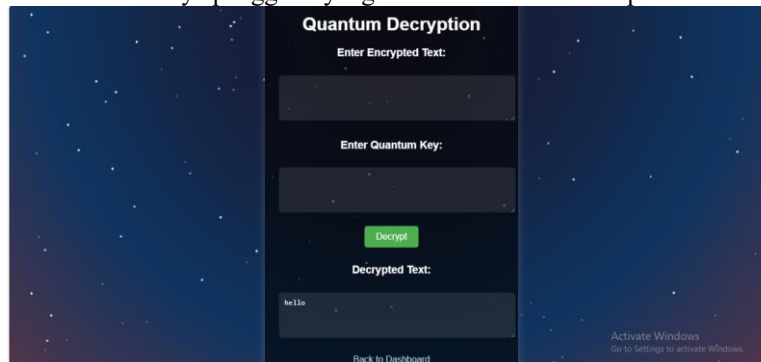 Quantum Decryption
Enter Encrypted Text:
Enter Quantum Key:
Decrypt
Decrypted Text:
hello
Back to Dashboard
Activate Windows
Go to Settings to activate Windows.